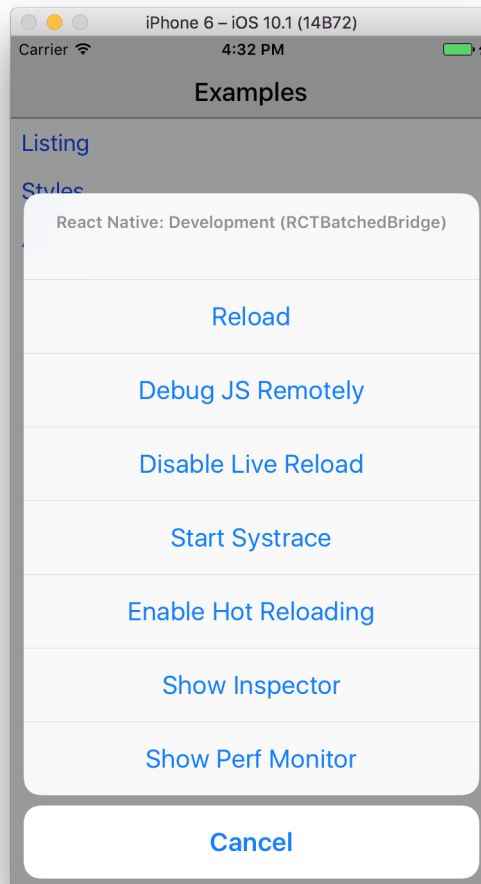 iPhone 6 – iOS 10.1 (14B72)
Carrier 4:32 PM
Examples
Listing
Styles
React Native: Development (RCTBatchedBridge)
Reload
Debug JS Remotely
Disable Live Reload
Start Systrace
Enable Hot Reloading
Show Inspector
Show Perf Monitor
Cancel